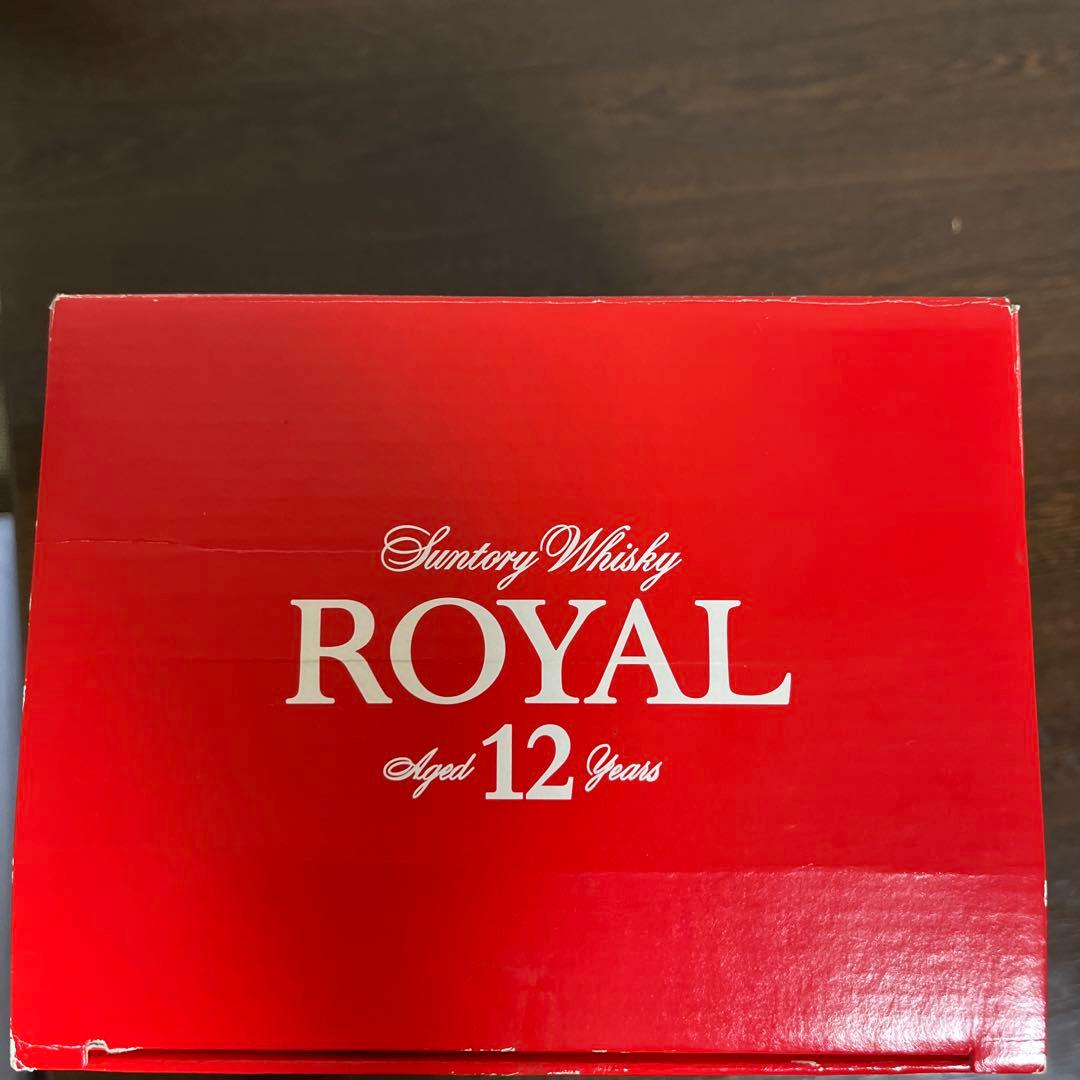 Suntory Whisky
ROYAL
Aged 12 Years